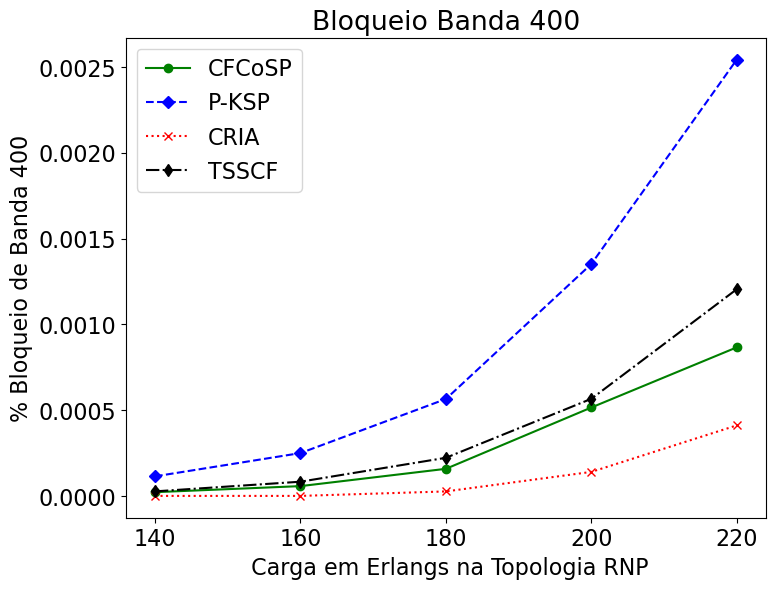 Bloqueio Banda 400
CFCoSP
P-KSP
CRIA
TSSCF
% Bloqueio de Banda 400
0.0025
0.0020
0.0015
0.0010
0.0005
0.0000
140 160 180 200 220
Carga em Erlangs na Topologia RNP